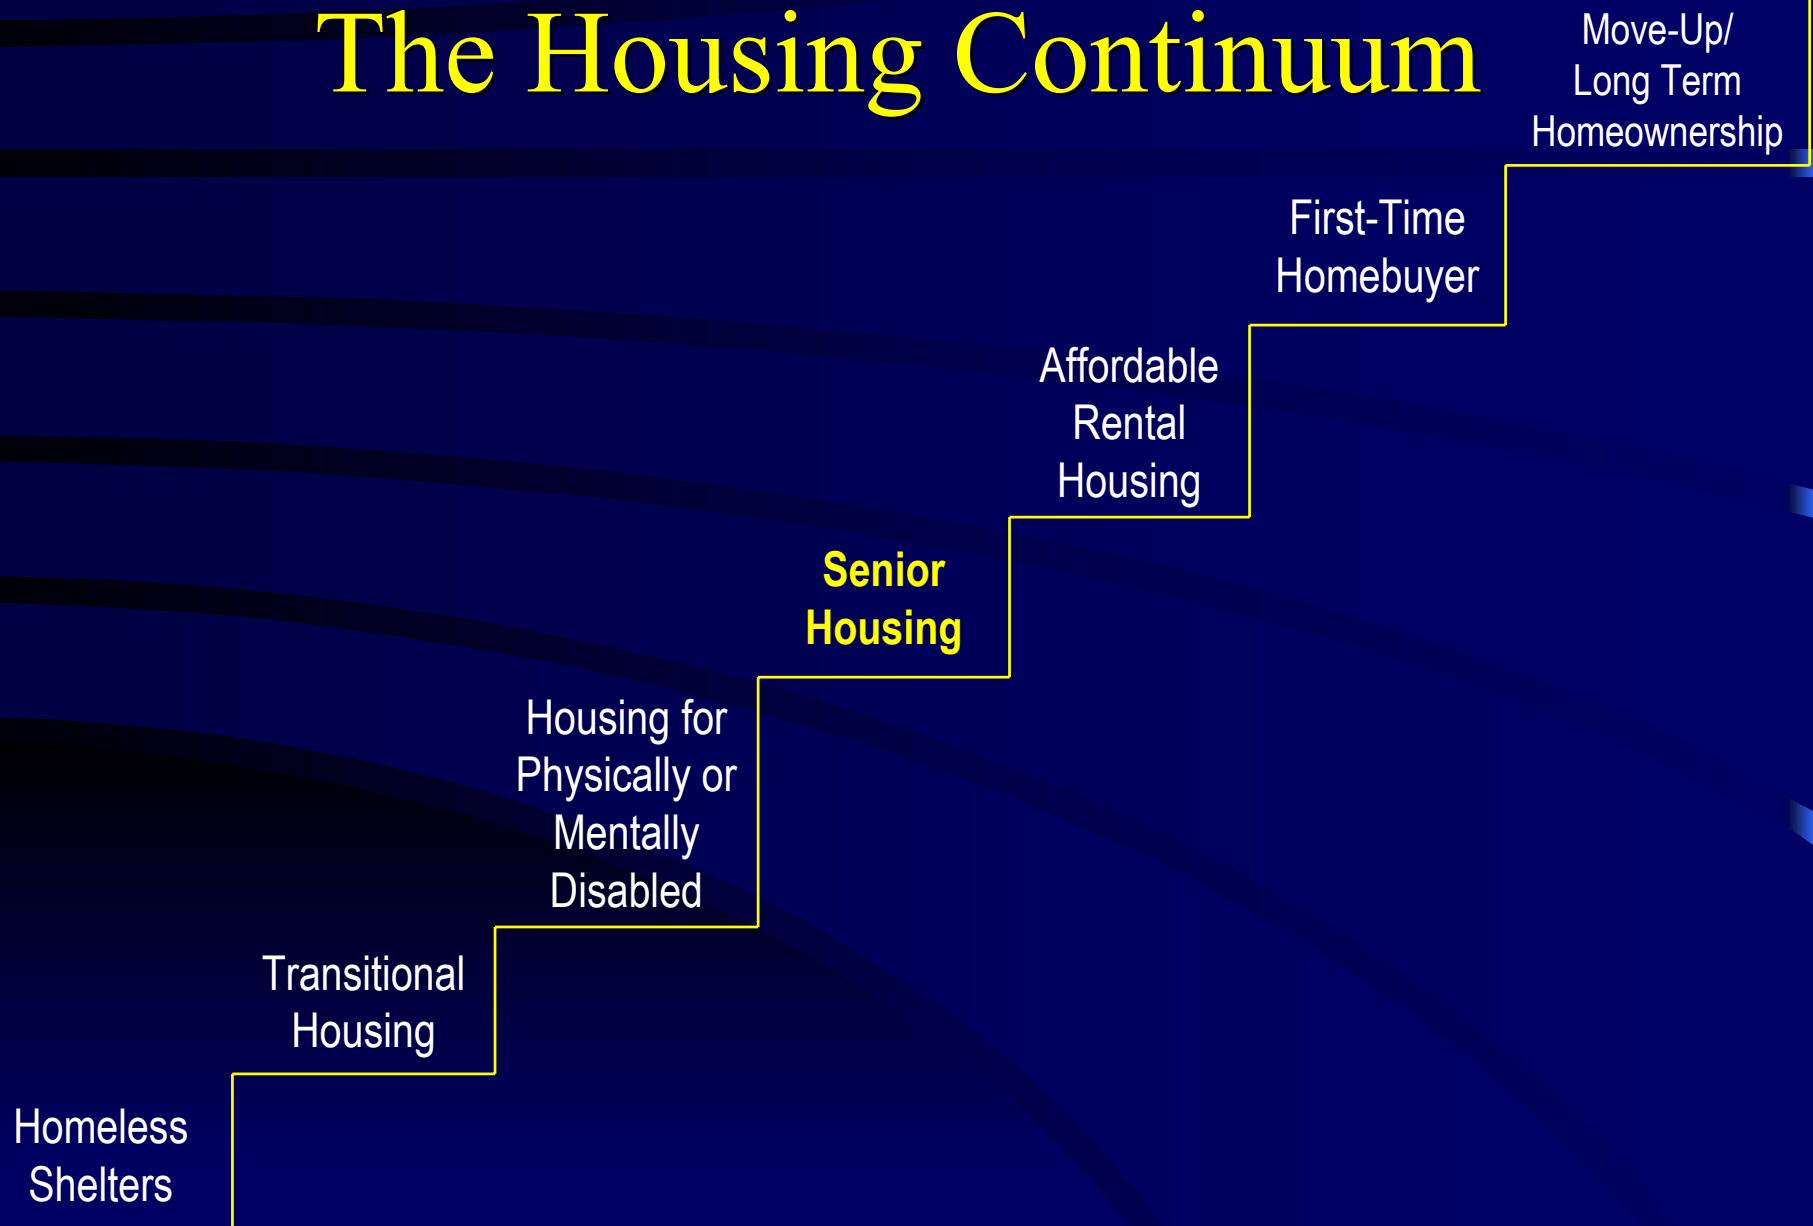 The Housing Continuum
Move-Up/
Long Term
Homeownership
First-Time
Homebuyer
Affordable
Rental
Housing
Senior
Housing
Housing for
Physically or
Mentally
Disabled
Transitional
Housing
Homeless
Shelters